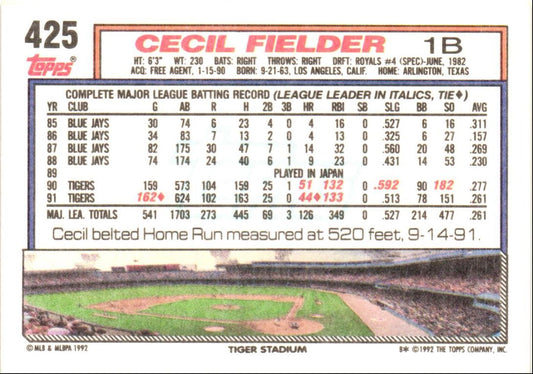 425
CECIL FIELDER 1B
Topps
HT: 6'3" WT: 230 BATS: RIGHT THROWS: RIGHT DRFT: ROYALS #4 (SPEC)-JUNE, 1982
ACQ: FREE AGENT, 1-15-90 BORN: 9-21-63, LOS ANGELES, CALIF. HOME: ARLINGTON, TEXAS
COMPLETE MAJOR LEAGUE BATTING RECORD (LEAGUE LEADER IN ITALICS, TIE♦)
YR CLUB G AB R H 2B 3B HR RBI SB SLG BB SO AVG
85 BLUE JAYS 30 74 6 23 4 0 4 16 0 .527 6 16 .311
86 BLUE JAYS 34 83 7 13 2 0 4 13 0 .325 6 27 .157
87 BLUE JAYS 82 175 30 47 7 1 14 32 0 .560 20 48 .269
88 BLUE JAYS 74 174 24 40 6 1 9 23 0 .431 14 53 .230
89 PLAYED IN JAPAN
90 TIGERS 159 573 104 159 25 1 51 132 0 .592 90 182 .277
91 TIGERS 162♦ 624 102 163 25 0 44♦ 133 0 .513 78 151 .261
MAJ. LEA. TOTALS 541 1703 273 445 69 3 126 349 0 .527 214 477 .261
Cecil belted Home Run measured at 520 feet, 9-14-91.
© MLB & MLBPA 1992 TIGER STADIUM B* © 1992 THE TOPPS COMPANY, INC.